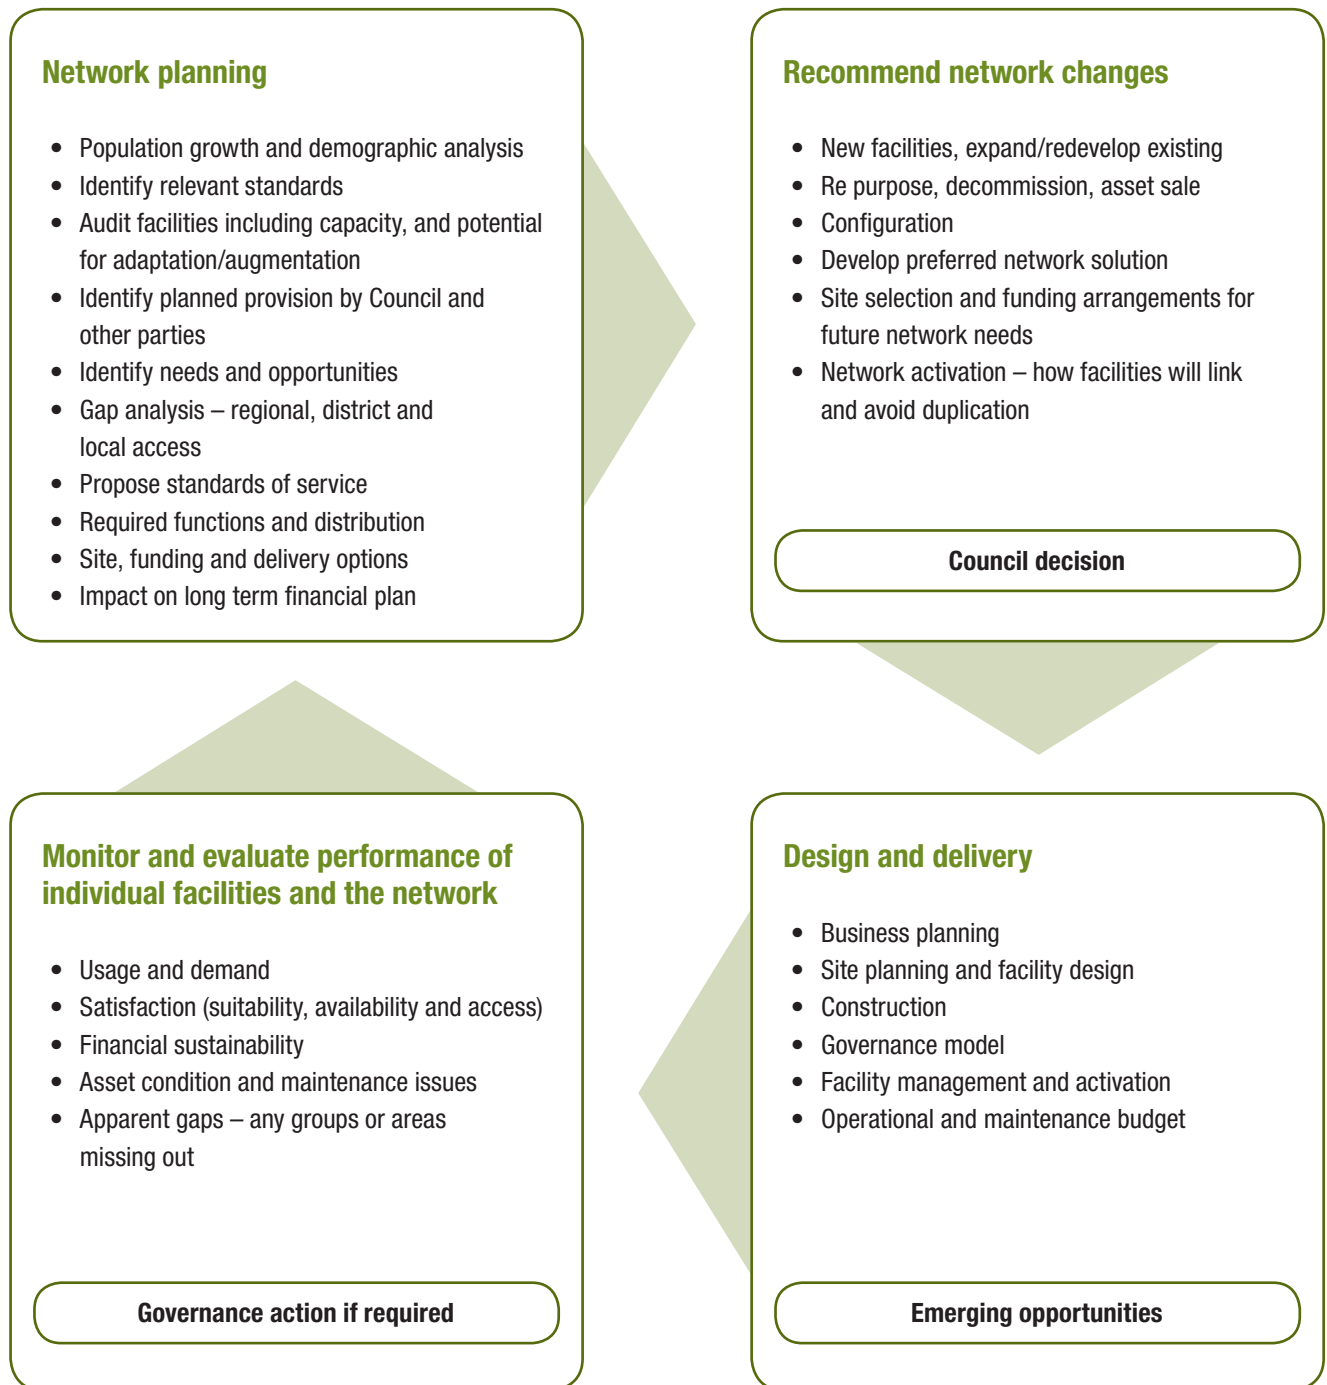 Network planning
• Population growth and demographic analysis
• Identify relevant standards
• Audit facilities including capacity, and potential
for adaptation/augmentation
• Identify planned provision by Council and
other parties
• Identify needs and opportunities
• Gap analysis – regional, district and
local access
• Propose standards of service
• Required functions and distribution
• Site, funding and delivery options
• Impact on long term financial plan
Recommend network changes
• New facilities, expand/redevelop existing
• Re purpose, decommission, asset sale
• Configuration
• Develop preferred network solution
• Site selection and funding arrangements for
future network needs
• Network activation – how facilities will link
and avoid duplication
Council decision
Design and delivery
• Business planning
• Site planning and facility design
• Construction
• Governance model
• Facility management and activation
• Operational and maintenance budget
Emerging opportunities
Monitor and evaluate performance of
individual facilities and the network
• Usage and demand
• Satisfaction (suitability, availability and access)
• Financial sustainability
• Asset condition and maintenance issues
• Apparent gaps – any groups or areas
missing out
Governance action if required